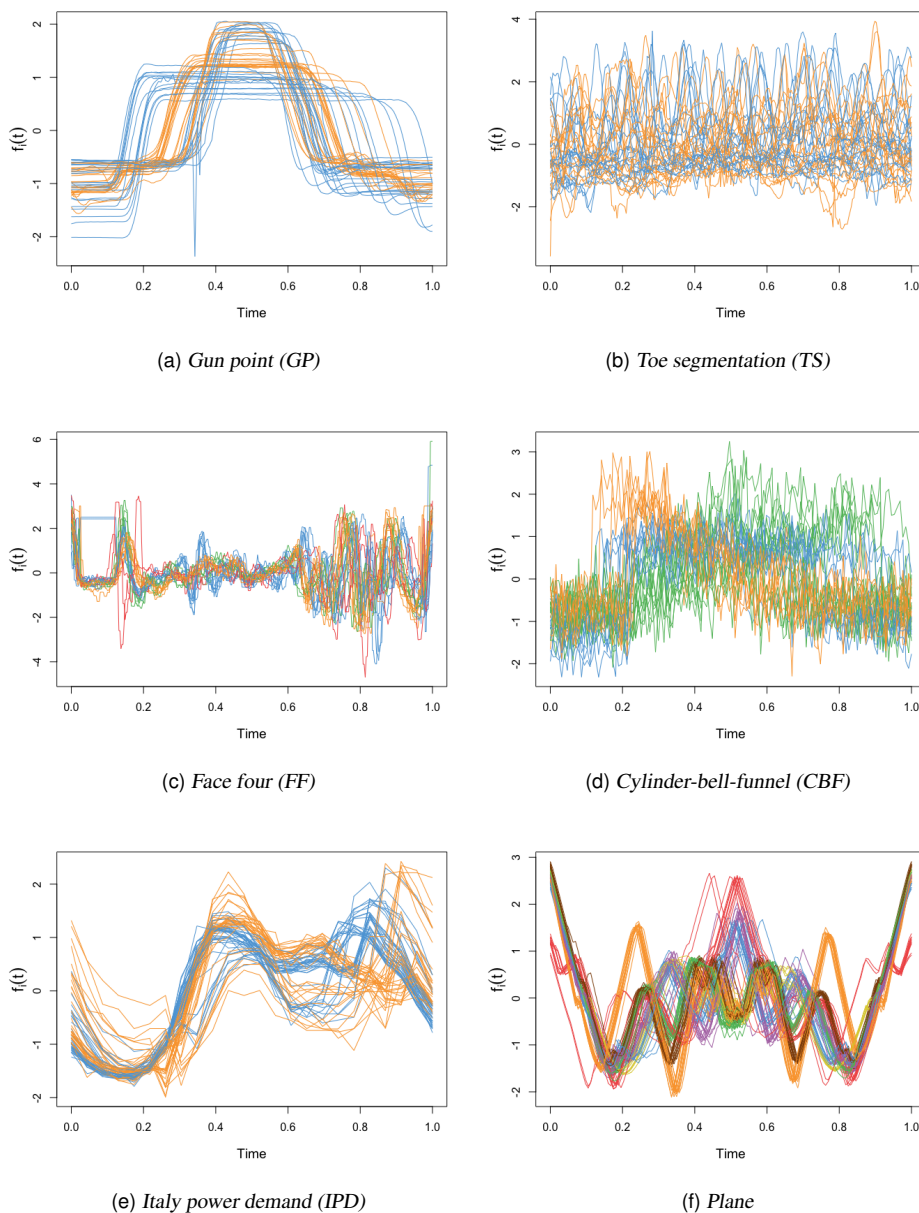 2
1
0
-1
-2
fi(t)
0.0 0.2 0.4 0.6 0.8 1.0
Time
(a) Gun point (GP)
4
2
0
-2
fi(t)
0.0 0.2 0.4 0.6 0.8 1.0
Time
(b) Toe segmentation (TS)
6
4
2
0
-2
-4
fi(t)
0.0 0.2 0.4 0.6 0.8 1.0
Time
(c) Face four (FF)
3
2
1
0
-1
-2
fi(t)
0.0 0.2 0.4 0.6 0.8 1.0
Time
(d) Cylinder-bell-funnel (CBF)
2
1
0
-1
-2
fi(t)
0.0 0.2 0.4 0.6 0.8 1.0
Time
(e) Italy power demand (IPD)
3
2
1
0
-1
-2
fi(t)
0.0 0.2 0.4 0.6 0.8 1.0
Time
(f) Plane